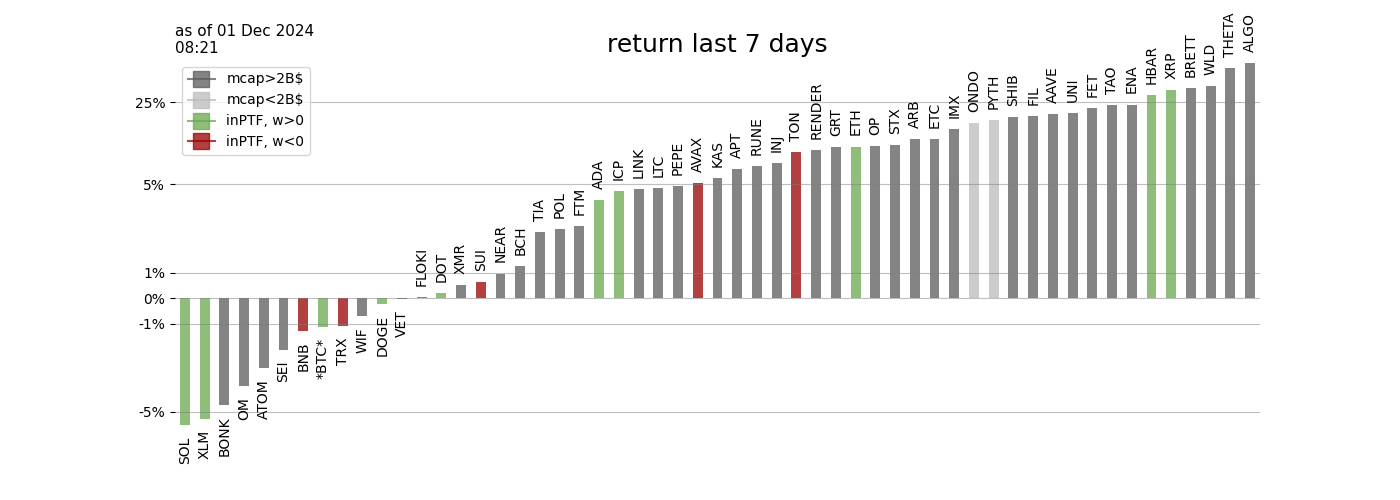 as of 01 Dec 2024
08:21
return last 7 days
mcap>2B$
mcap<2B$
inPTF, w>0
inPTF, w<0
25%
5%
1%
0%
-1%
-5%
SOL
XLM
BONK
OM
ATOM
SEI
BNB
*BTC*
TRX
WIF
DOGE
VET
FLOKI
DOT
XMR
SUI
NEAR
BCH
TIA
POL
FTM
ADA
ICP
LINK
LTC
PEPE
AVAX
KAS
APT
RUNE
INJ
TON
RENDER
GRT
ETH
OP
STX
ARB
ETC
IMX
ONDO
PYTH
SHIB
FIL
AAVE
UNI
FET
TAO
ENA
HBAR
XRP
BRETT
WLD
THETA
ALGO